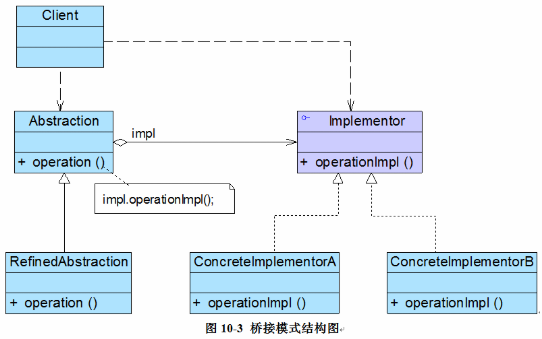 Client
Abstraction
+ operation ()
impl
Implementor
+ operationImpl ()
impl.operationImpl();
RefinedAbstraction
+ operation ()
ConcreteImplementorA
+ operationImpl ()
ConcreteImplementorB
+ operationImpl ()
图 10-3 桥接模式结构图